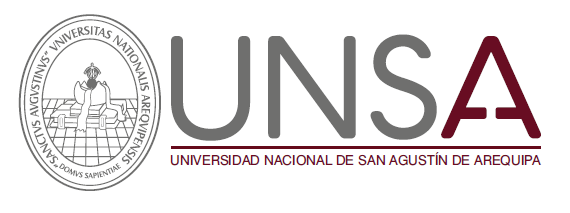 "SANCTVS AVGVSTINVS" VNIVERSITAS NATIONALIS AREQVIPENSIS
DOMVS SAPIENTIAE
UNSA
UNIVERSIDAD NACIONAL DE SAN AGUSTÍN DE AREQUIPA